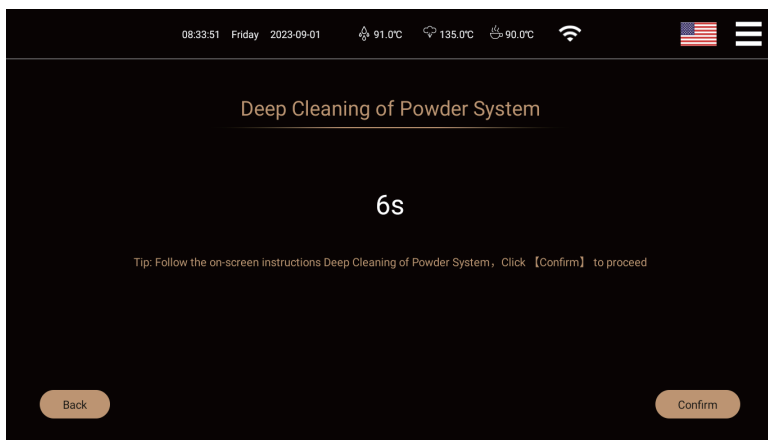 08:33:51 Friday 2023-09-01 91.0℃ 135.0℃ 90.0℃
Deep Cleaning of Powder System
6s
Tip: Follow the on-screen instructions Deep Cleaning of Powder System，Click 【Confirm】 to proceed
Back
Confirm